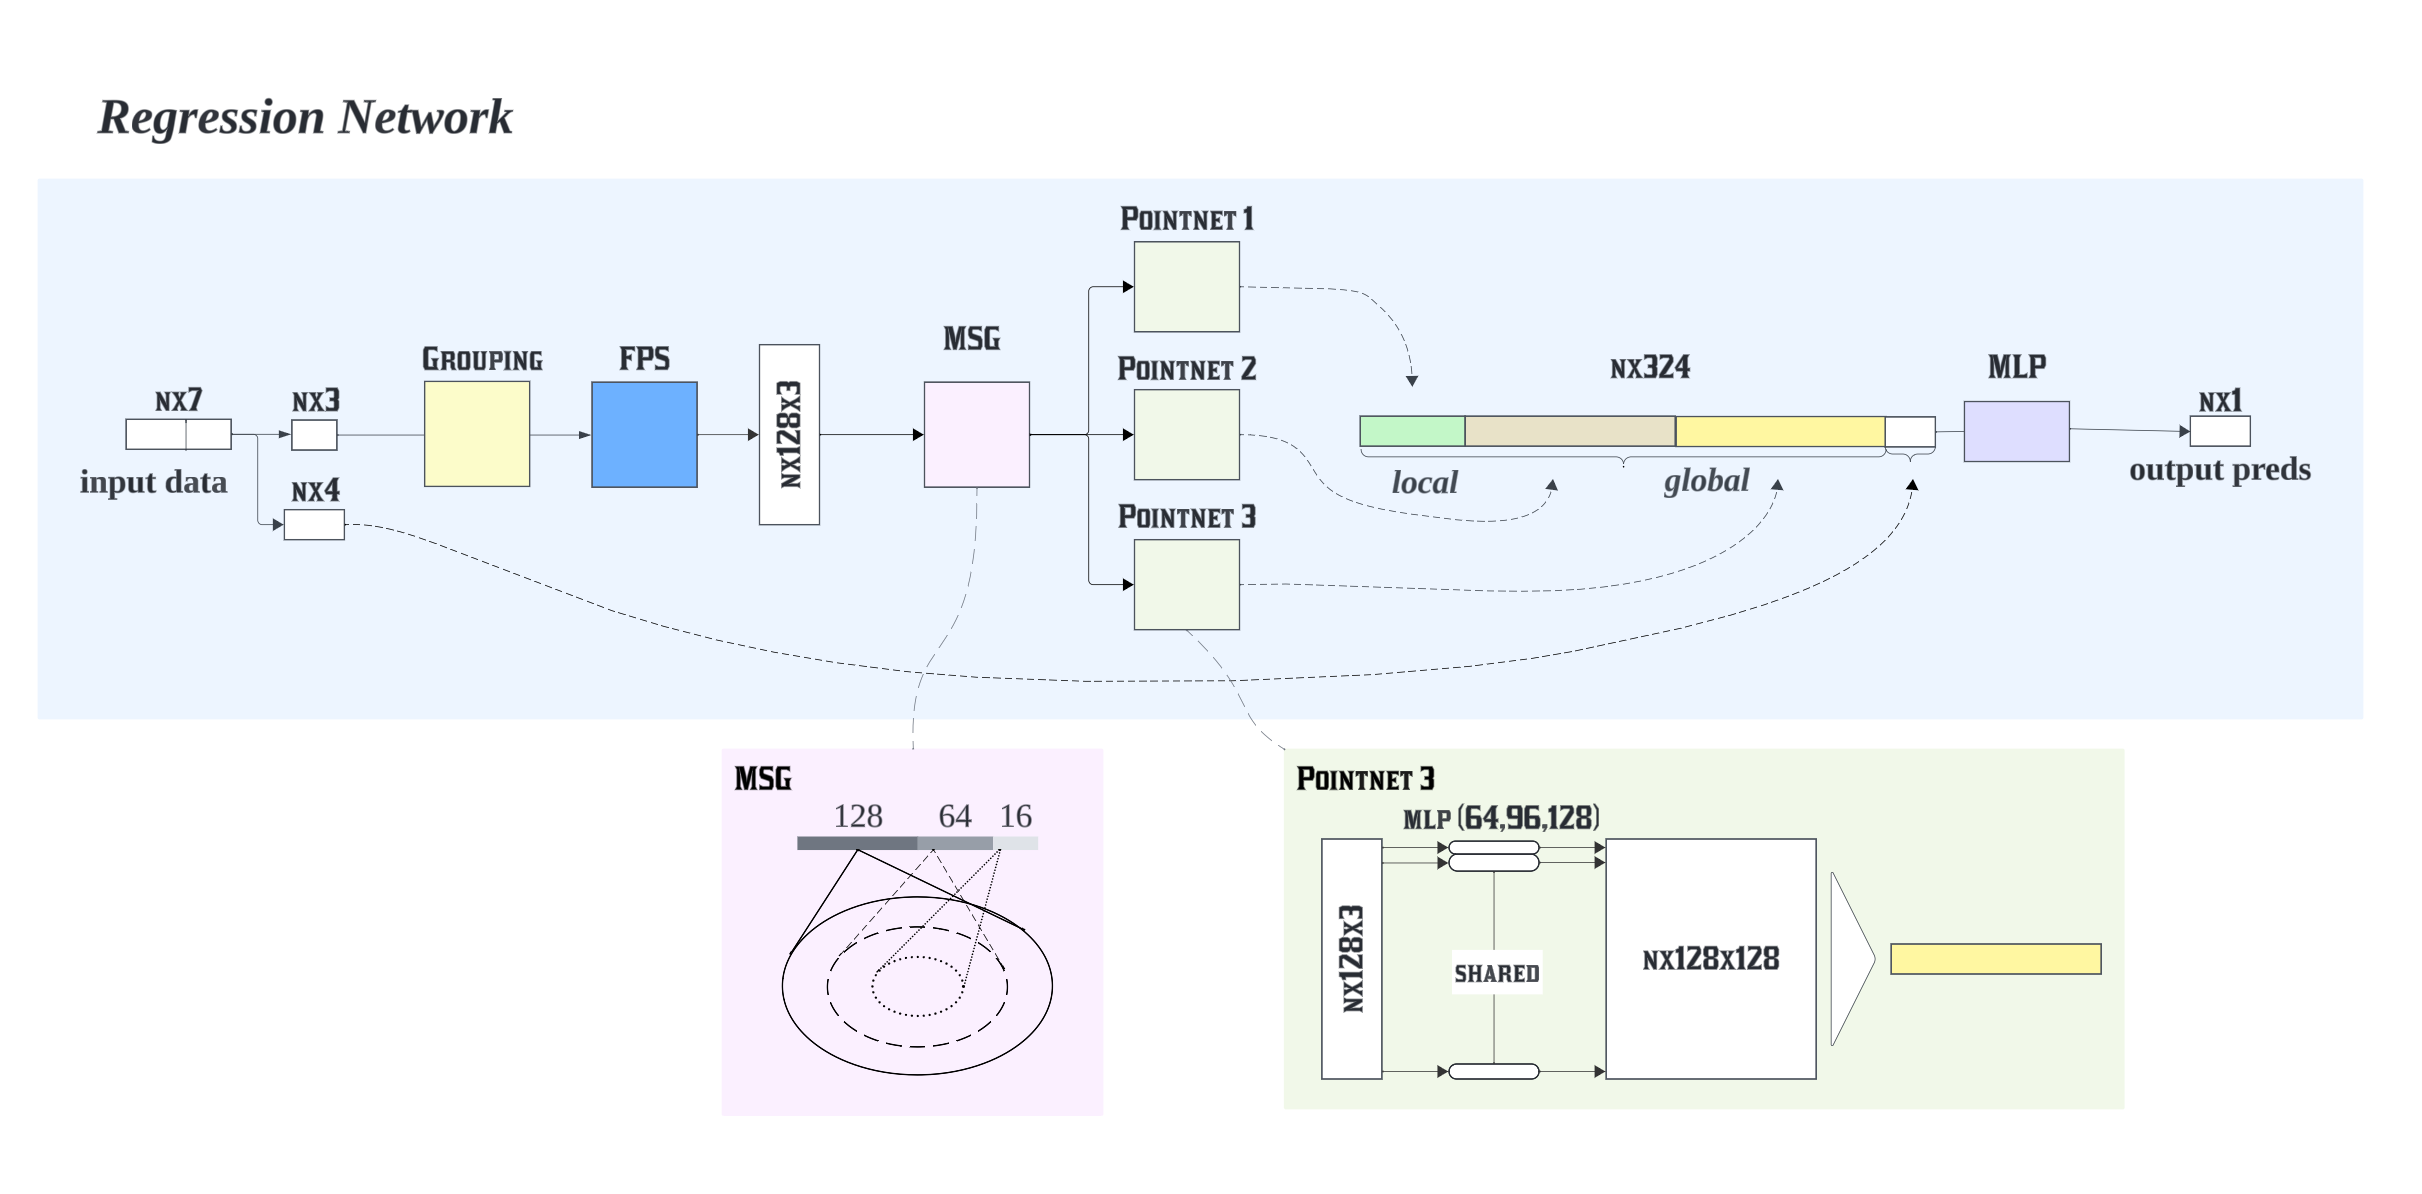 Regression Network
Pointnet 1
MSG
Grouping
FPS
Pointnet 2
nx324
MLP
nx7
nx3
nx128x3
nx1
input data
local
global
output preds
nx4
Pointnet 3
MSG
128 64 16
Pointnet 3
MLP (64,96,128)
nx128x3
SHARED
nx128x128